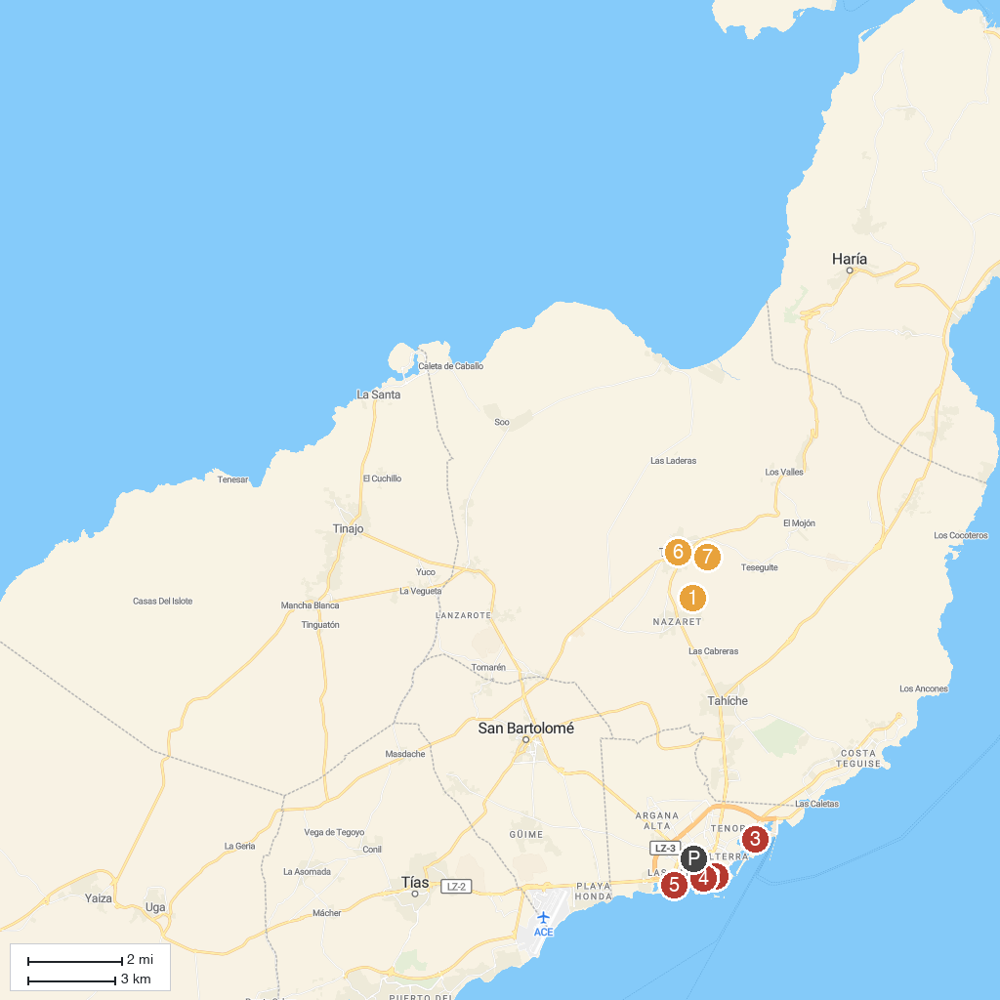 Haría
Caleta de Caballo
La Santa
Soo
Las Laderas
Los Valles
El Cuchillo
Tenesar
Tinajo
El Mojón
Los Cocoteros
6
7
Teseguite
Yuco
La Vegueta
1
Casas Del Islote
Mancha Blanca
LANZAROTE
NAZARET
Tinguatón
Las Cabreras
Tomarén
Los Ancones
Tahíche
San Bartolomé
Masdache
COSTA
TEGUISE
Las Caletas
ARGANA
ALTA
Vega de Tegoyo
GÜIME
3
La Geria
Conil
LZ-3
P
La Asomada
LAS
4
5
Tías
LZ-2
PLAYA
HONDA
Yaiza
Uga
Mácher
ACE
2 mi
3 km
PUERTO DEL